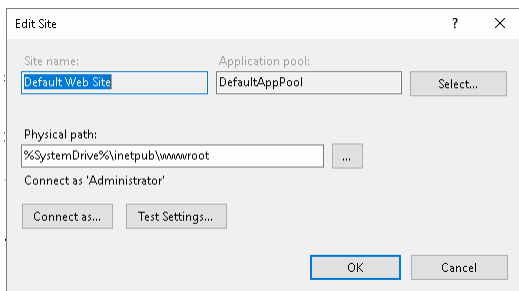 Edit Site
? ×
Site name: Application pool:
Default Web Site DefaultAppPool Select...
Physical path:
%SystemDrive%\inetpub\wwwroot ...
Connect as 'Administrator'
Connect as... Test Settings...
OK Cancel